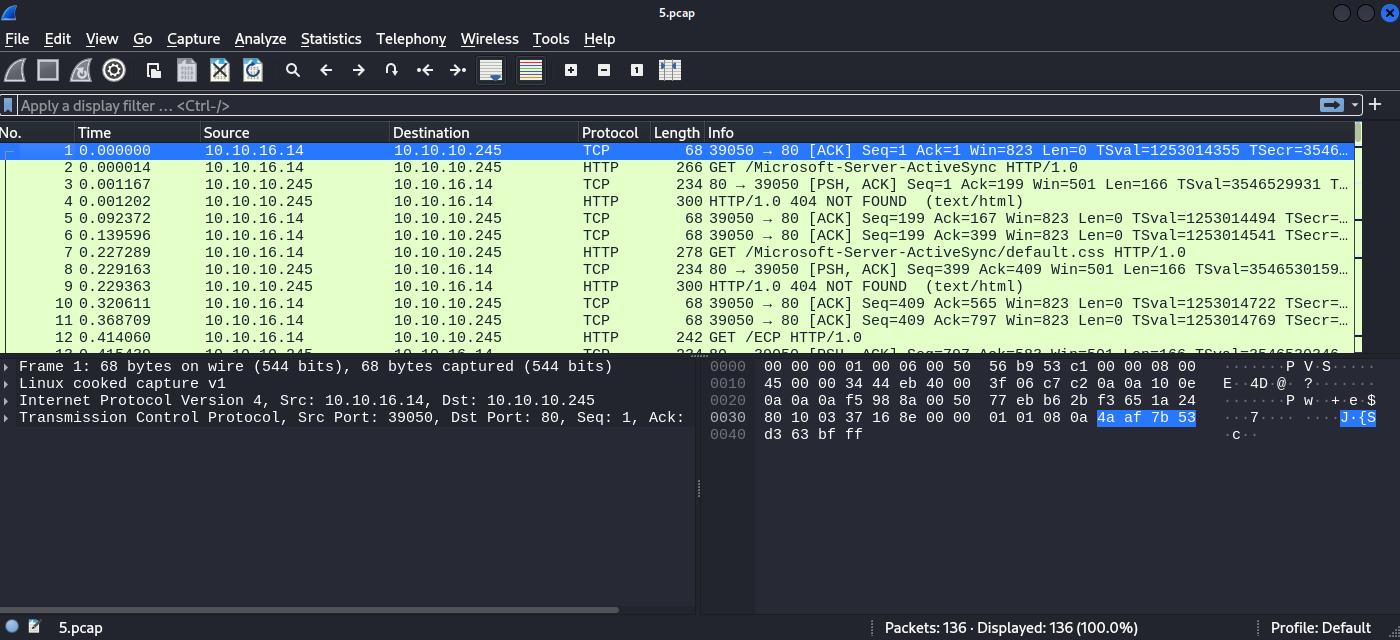 5.pcap
File Edit View Go Capture Analyze Statistics Telephony Wireless Tools Help
Apply a display filter … <Ctrl-/>
No. Time Source Destination Protocol Length Info
1 0.000000 10.10.16.14 10.10.10.245 TCP 68 39050 → 80 [ACK] Seq=1 Ack=1 Win=823 Len=0 TSval=1253014355 TSecr=3546…
2 0.000014 10.10.16.14 10.10.10.245 HTTP 266 GET /Microsoft-Server-ActiveSync HTTP/1.0
3 0.001167 10.10.10.245 10.10.16.14 TCP 234 80 → 39050 [PSH, ACK] Seq=1 Ack=199 Win=501 Len=166 TSval=3546529931 T…
4 0.001202 10.10.10.245 10.10.16.14 HTTP 300 HTTP/1.0 404 NOT FOUND (text/html)
5 0.092372 10.10.16.14 10.10.10.245 TCP 68 39050 → 80 [ACK] Seq=199 Ack=167 Win=823 Len=0 TSval=1253014494 TSecr=…
6 0.139596 10.10.16.14 10.10.10.245 TCP 68 39050 → 80 [ACK] Seq=199 Ack=399 Win=823 Len=0 TSval=1253014541 TSecr=…
7 0.227289 10.10.16.14 10.10.10.245 HTTP 278 GET /Microsoft-Server-ActiveSync/default.css HTTP/1.0
8 0.229163 10.10.10.245 10.10.16.14 TCP 234 80 → 39050 [PSH, ACK] Seq=399 Ack=409 Win=501 Len=166 TSval=3546530159…
9 0.229363 10.10.10.245 10.10.16.14 HTTP 300 HTTP/1.0 404 NOT FOUND (text/html)
10 0.320611 10.10.16.14 10.10.10.245 TCP 68 39050 → 80 [ACK] Seq=409 Ack=565 Win=823 Len=0 TSval=1253014722 TSecr=…
11 0.368709 10.10.16.14 10.10.10.245 TCP 68 39050 → 80 [ACK] Seq=409 Ack=797 Win=823 Len=0 TSval=1253014769 TSecr=…
12 0.414060 10.10.16.14 10.10.10.245 HTTP 242 GET /ECP HTTP/1.0
Frame 1: 68 bytes on wire (544 bits), 68 bytes captured (544 bits)
Linux cooked capture v1
Internet Protocol Version 4, Src: 10.10.16.14, Dst: 10.10.10.245
Transmission Control Protocol, Src Port: 39050, Dst Port: 80, Seq: 1, Ack:
0000 00 00 00 01 00 06 00 50 56 b9 53 c1 00 00 08 00 ·······P V·S·····
0010 45 00 00 34 44 eb 40 00 3f 06 c7 c2 0a 0a 10 0e E··4D·@· ?·······
0020 0a 0a 0a f5 98 8a 00 50 77 eb b6 2b f3 65 1a 24 ·······P w··+·e·$
0030 80 10 03 37 16 8e 00 00 01 01 08 0a 4a af 7b 53 ···7···· ····J·{S
0040 d3 63 bf ff ·c··
5.pcap Packets: 136 · Displayed: 136 (100.0%) Profile: Default